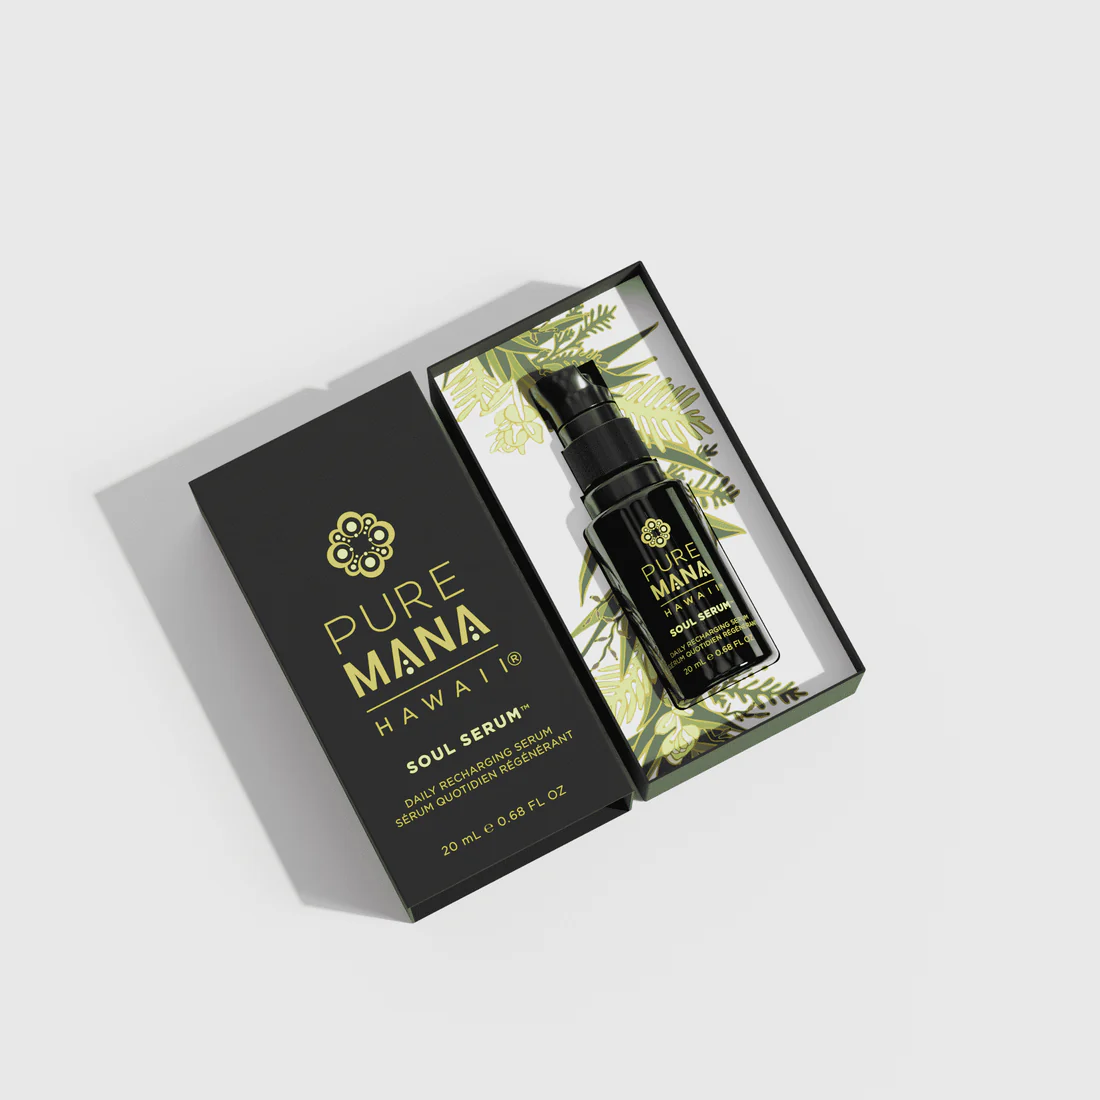 PURE
MANA
HAWAII®
SOUL SERUM™
DAILY RECHARGING SERUM
SÉRUM QUOTIDIEN RÉGÉNÉRANT
20 mL ℮ 0.68 FL OZ
PURE
MANA
HAWAII
SOUL SERUM
DAILY RECHARGING SERUM
SÉRUM QUOTIDIEN RÉGÉNÉRANT
20 mL ℮ 0.68 FL OZ